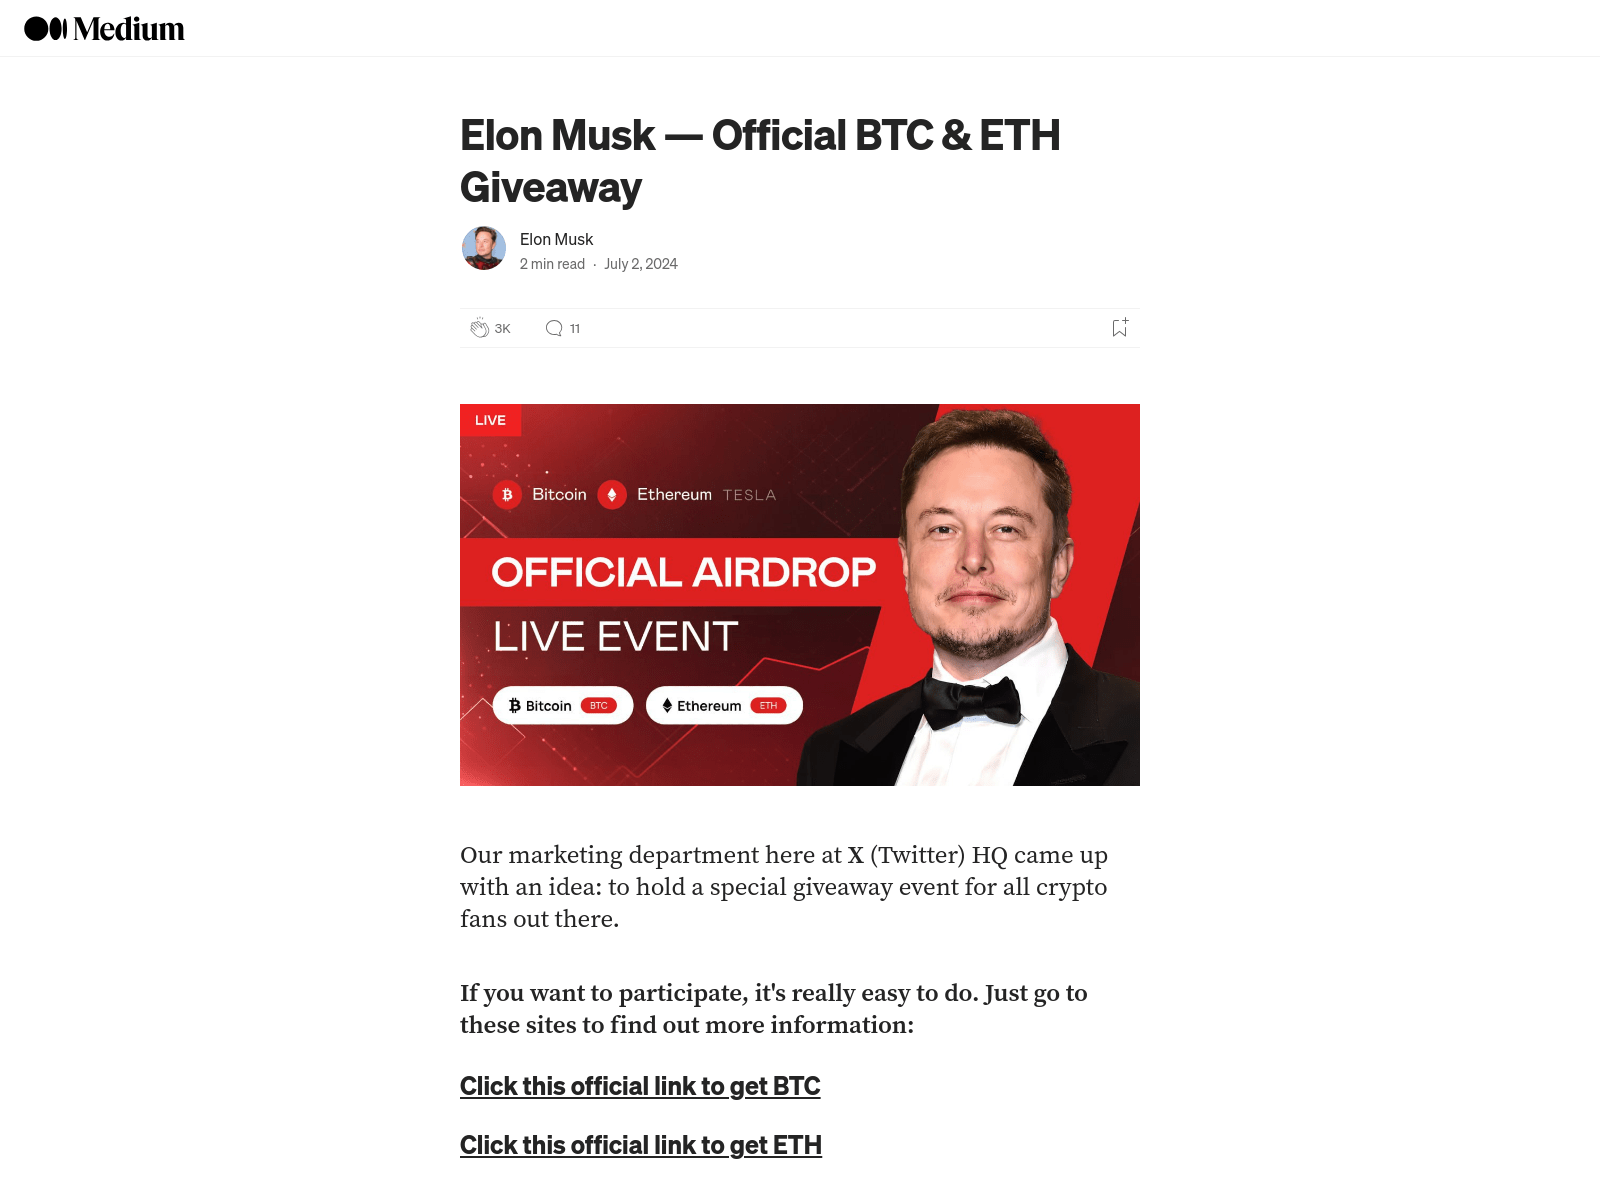 Medium
Elon Musk — Official BTC & ETH
Giveaway
Elon Musk
2 min read · July 2, 2024
3K
11
LIVE
Bitcoin Ethereum TESLA
OFFICIAL AIRDROP
LIVE EVENT
Bitcoin BTC Ethereum ETH
Our marketing department here at X (Twitter) HQ came up
with an idea: to hold a special giveaway event for all crypto
fans out there.
If you want to participate, it's really easy to do. Just go to
these sites to find out more information:
Click this official link to get BTC
Click this official link to get ETH